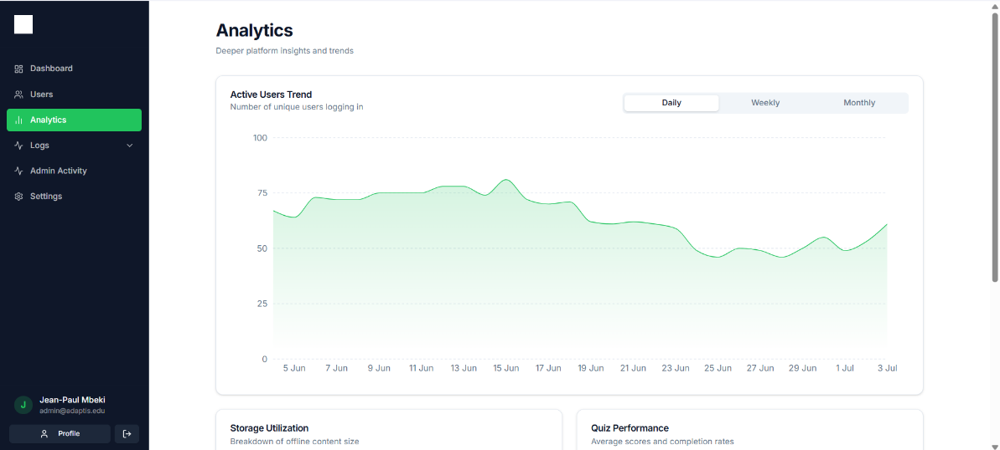 Dashboard
Users
Analytics
Logs
Admin Activity
Settings
J
Jean-Paul Mbeki
admin@adaptis.edu
Profile
Analytics
Deeper platform insights and trends
Active Users Trend
Number of unique users logging in
Daily Weekly Monthly
100
75
50
25
0
5 Jun 7 Jun 9 Jun 11 Jun 13 Jun 15 Jun 17 Jun 19 Jun 21 Jun 23 Jun 25 Jun 27 Jun 29 Jun 1 Jul 3 Jul
Storage Utilization
Breakdown of offline content size
Quiz Performance
Average scores and completion rates